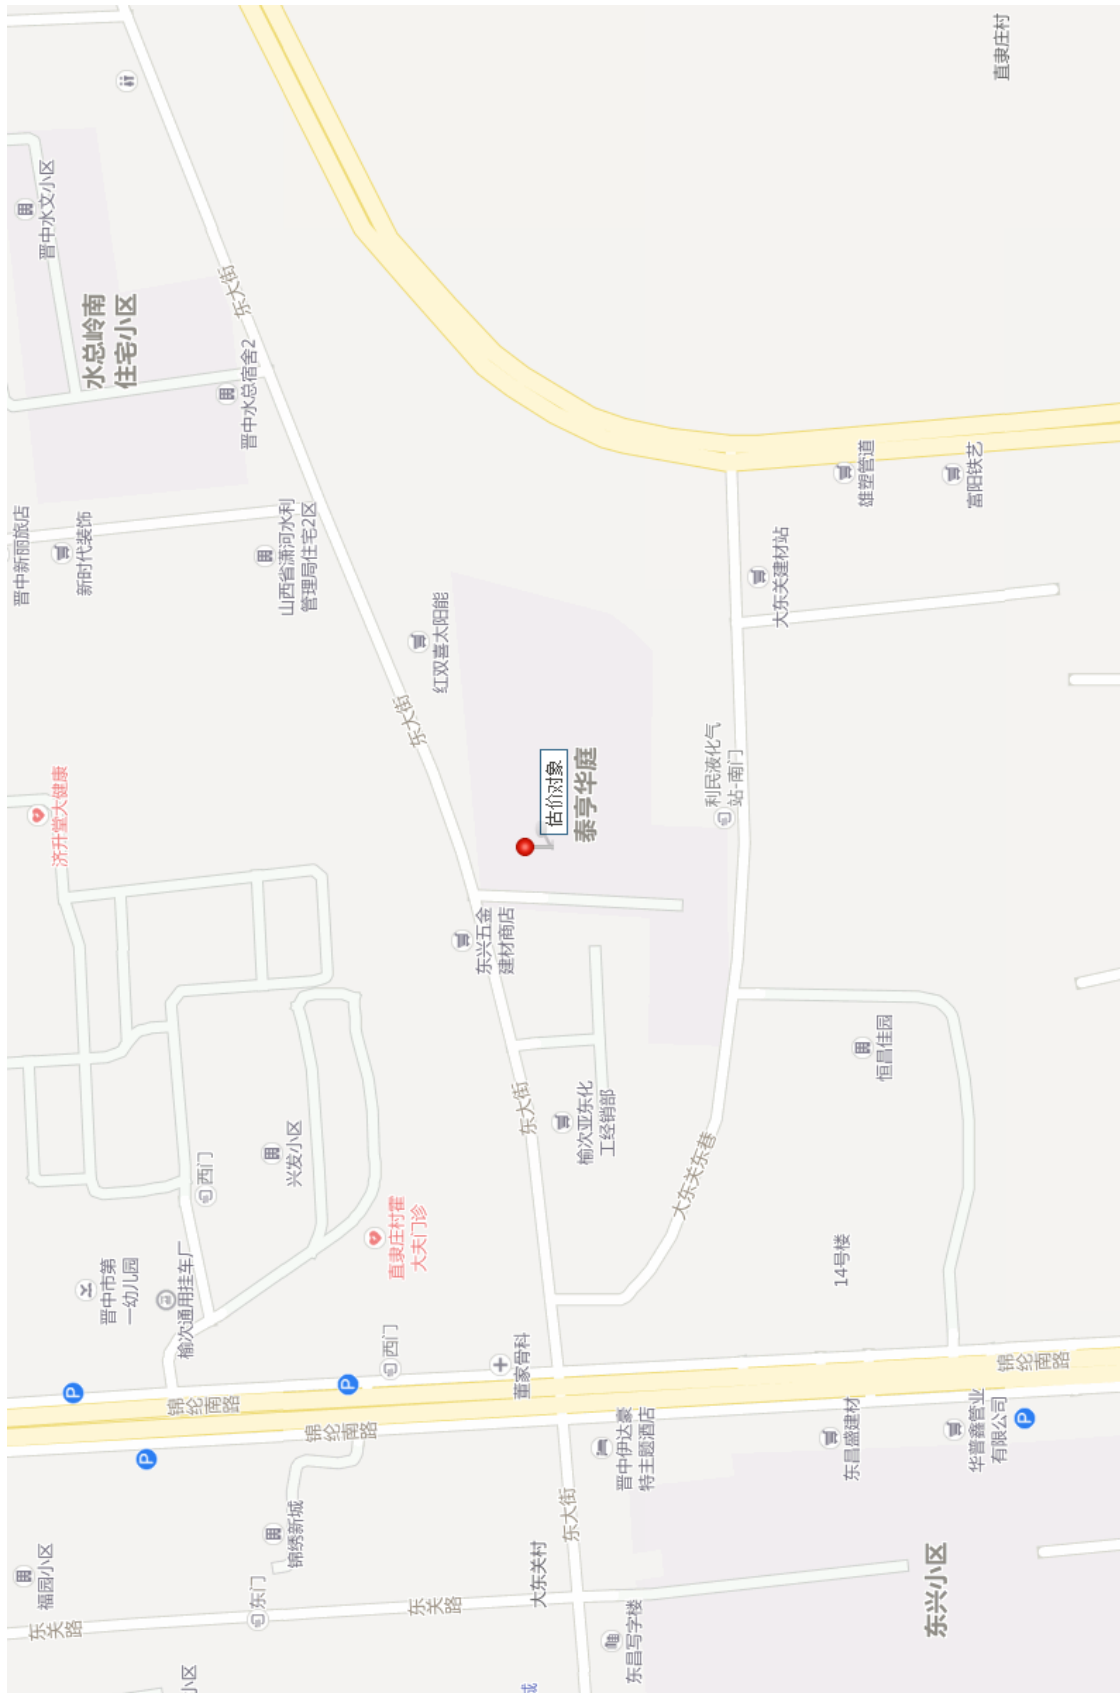 直隶庄村
晋中水文小区
水总岭南
住宅小区
东大街
晋中水总宿舍2
雄塑管道
富阳铁艺
晋中新丽旅店
新时代装饰
山西省潇河水利
管理局住宅2区
大东关建材站
红双喜太阳能
东大街
利民液化气
站-南门
估价对象
泰亨华庭
济升堂大健康
东兴五金
建材商店
恒昌佳园
东大街
榆次亚东化
工经销部
兴发小区
西门
大东关东巷
直隶庄村霍
大夫门诊
14号楼
晋中市第
一幼儿园
榆次通用挂车厂
西门
董家骨科
锦纶南路
锦纶南路
锦纶南路
P
P
P
P
晋中伊达豪
特主题酒店
东昌盛建材
华普鑫管业
有限公司
锦绣新城
东大街
福园小区
东门
大东关村
东关路
东关路
东兴小区
东昌写字楼
小区
城